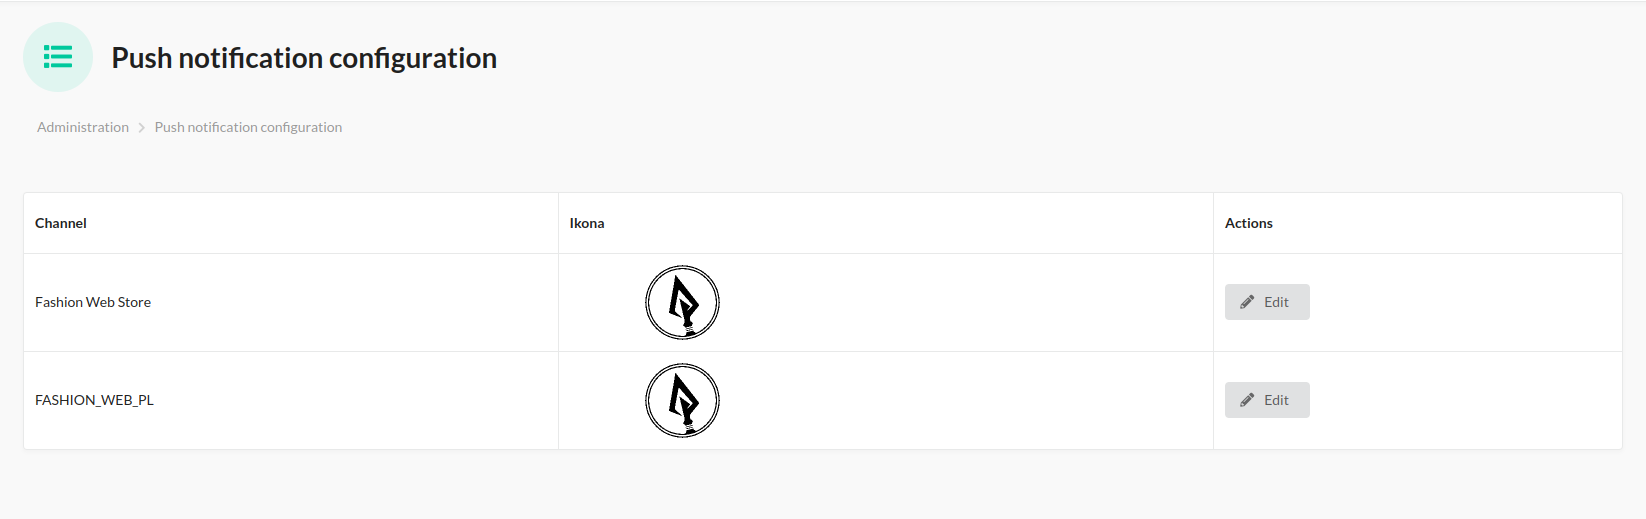 Push notification configuration
Administration > Push notification configuration
Channel Ikona Actions
Fashion Web Store Edit
FASHION_WEB_PL Edit